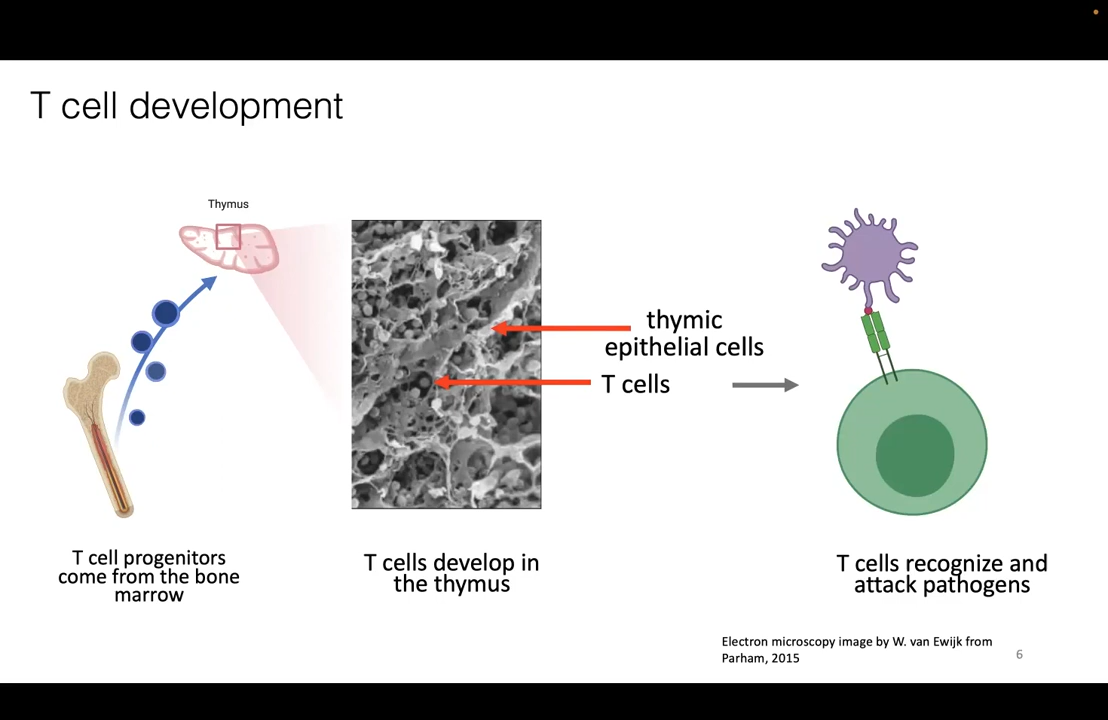 T cell development
Thymus
thymic
epithelial cells
T cells
T cell progenitors
come from the bone
marrow
T cells develop in
the thymus
T cells recognize and
attack pathogens
Electron microscopy image by W. van Ewijk from
Parham, 2015
6